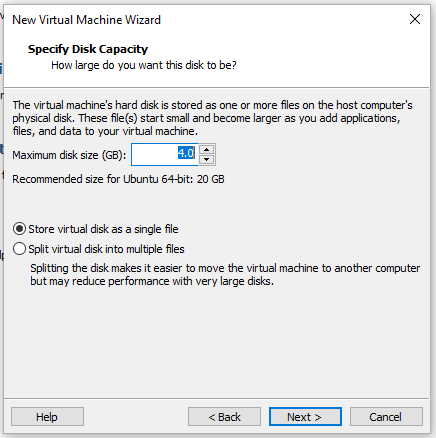 New Virtual Machine Wizard
Specify Disk Capacity
How large do you want this disk to be?
The virtual machine's hard disk is stored as one or more files on the host computer's
physical disk. These file(s) start small and become larger as you add applications,
files, and data to your virtual machine.
Maximum disk size (GB): 4.0
Recommended size for Ubuntu 64-bit: 20 GB
Store virtual disk as a single file
Split virtual disk into multiple files
Splitting the disk makes it easier to move the virtual machine to another computer
but may reduce performance with very large disks.
Help < Back Next > Cancel